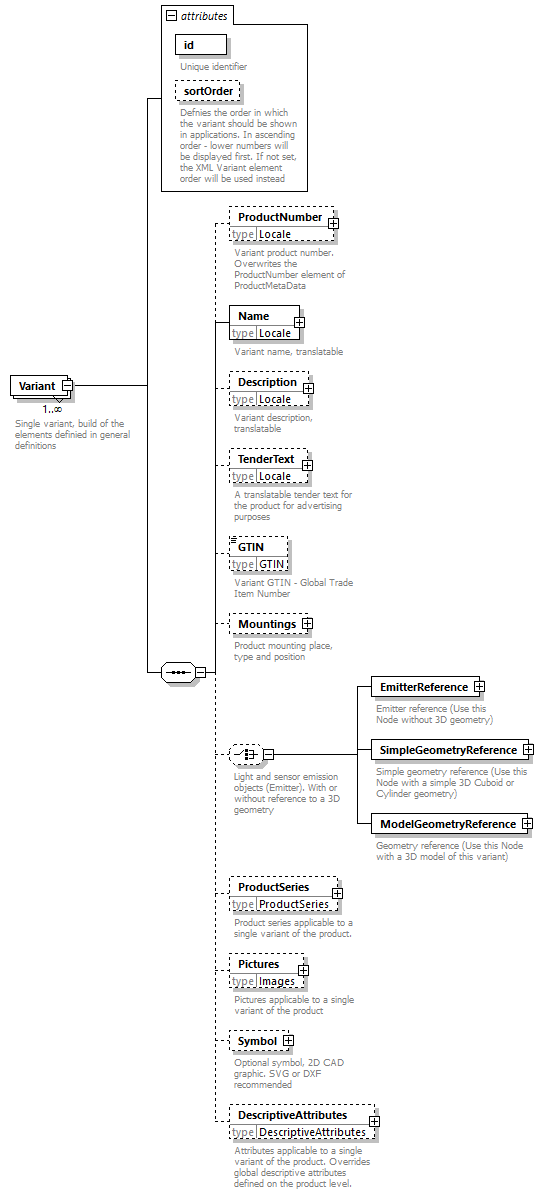 attributes
id
Unique identifier
sortOrder
Defnies the order in which
the variant should be shown
in applications. In ascending
order - lower numbers will
be displayed first. If not set,
the XML Variant element
order will be used instead
Variant
1..∞
Single variant, build of the
elements definied in general
definitions
ProductNumber
type Locale
Variant product number.
Overwrites the
ProductNumber element of
ProductMetaData
Name
type Locale
Variant name, translatable
Description
type Locale
Variant description,
translatable
TenderText
type Locale
A translatable tender text for
the product for advertising
purposes
GTIN
type GTIN
Variant GTIN - Global Trade
Item Number
Mountings
Product mounting place,
type and position
Light and sensor emission
objects (Emitter). With or
without reference to a 3D
geometry
EmitterReference
Emitter reference (Use this
Node without 3D geometry)
SimpleGeometryReference
Simple geometry reference (Use this
Node with a simple 3D Cuboid or
Cylinder geometry)
ModelGeometryReference
Geometry reference (Use this Node
with a 3D model of this variant)
ProductSeries
type ProductSeries
Product series applicable to a
single variant of the product.
Pictures
type Images
Pictures applicable to a single
variant of the product
Symbol
Optional symbol, 2D CAD
graphic. SVG or DXF
recommended
DescriptiveAttributes
type DescriptiveAttributes
Attributes applicable to a single
variant of the product. Overrides
global descriptive attributes
defined on the product level.